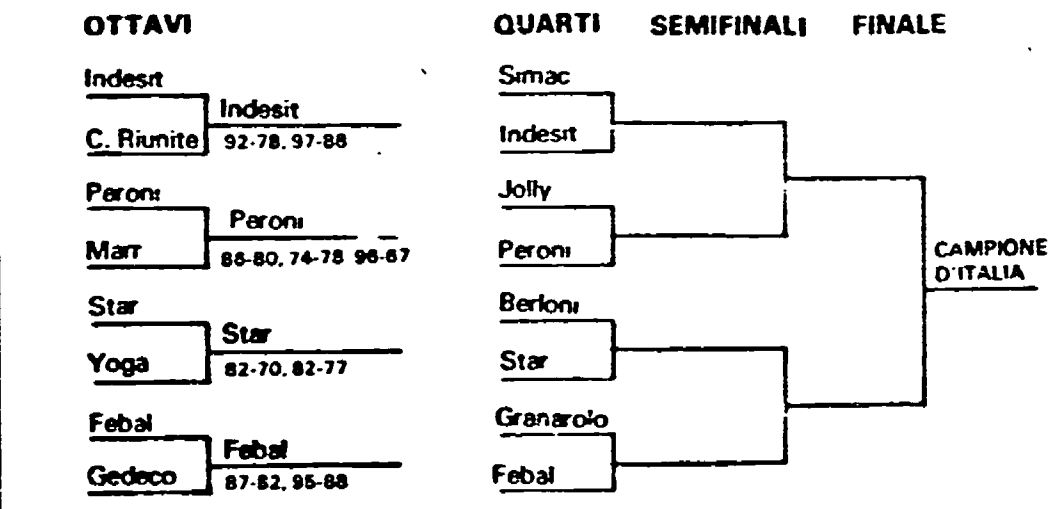 OTTAVI
Indesit
Indesit
C. Riunite
92-78, 97-88
Peroni
Peroni
Marr
88-80, 74-78 96-67
Star
Star
Yoga
82-70, 82-77
Febal
Febal
Gedeco
87-82, 95-88
QUARTI SEMIFINALI FINALE
Simac
Indesit
Jolly
Peroni
CAMPIONE
D'ITALIA
Berloni
Star
Granarolo
Febal